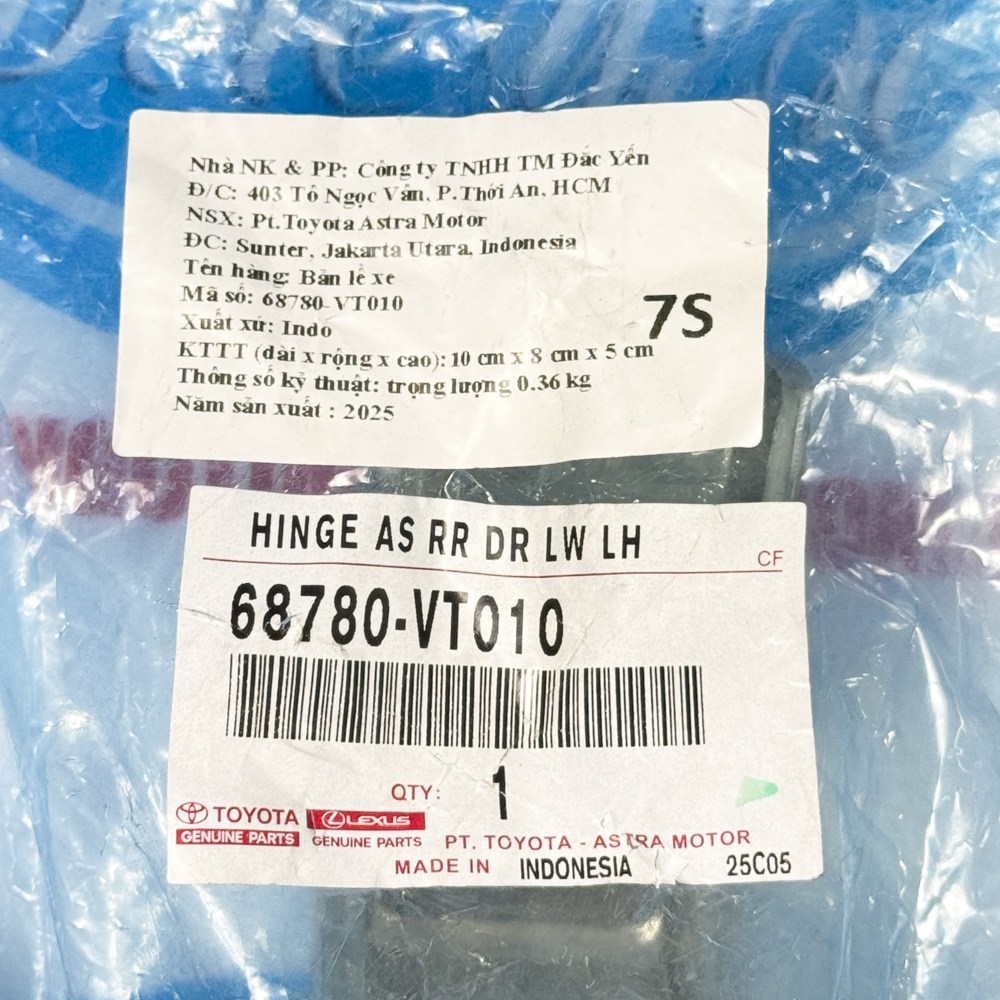 Nhà NK & PP: Công ty TNHH TM Đắc Yến
Đ/C: 403 Tô Ngọc Vân, P.Thới An, HCM
NSX: Pt.Toyota Astra Motor
ĐC: Sunter, Jakarta Utara, Indonesia
Tên hàng: Bản lề xe
Mã số: 68780-VT010
Xuất xứ: Indo
7S
KTTT (dài x rộng x cao): 10 cm x 8 cm x 5 cm
Thông số kỹ thuật: trọng lượng 0.36 kg
Năm sản xuất : 2025
HINGE AS RR DR LW LH
CF
68780-VT010
QTY: 1
TOYOTA LEXUS
GENUINE PARTS GENUINE PARTS PT. TOYOTA - ASTRA MOTOR
MADE IN INDONESIA 25C05